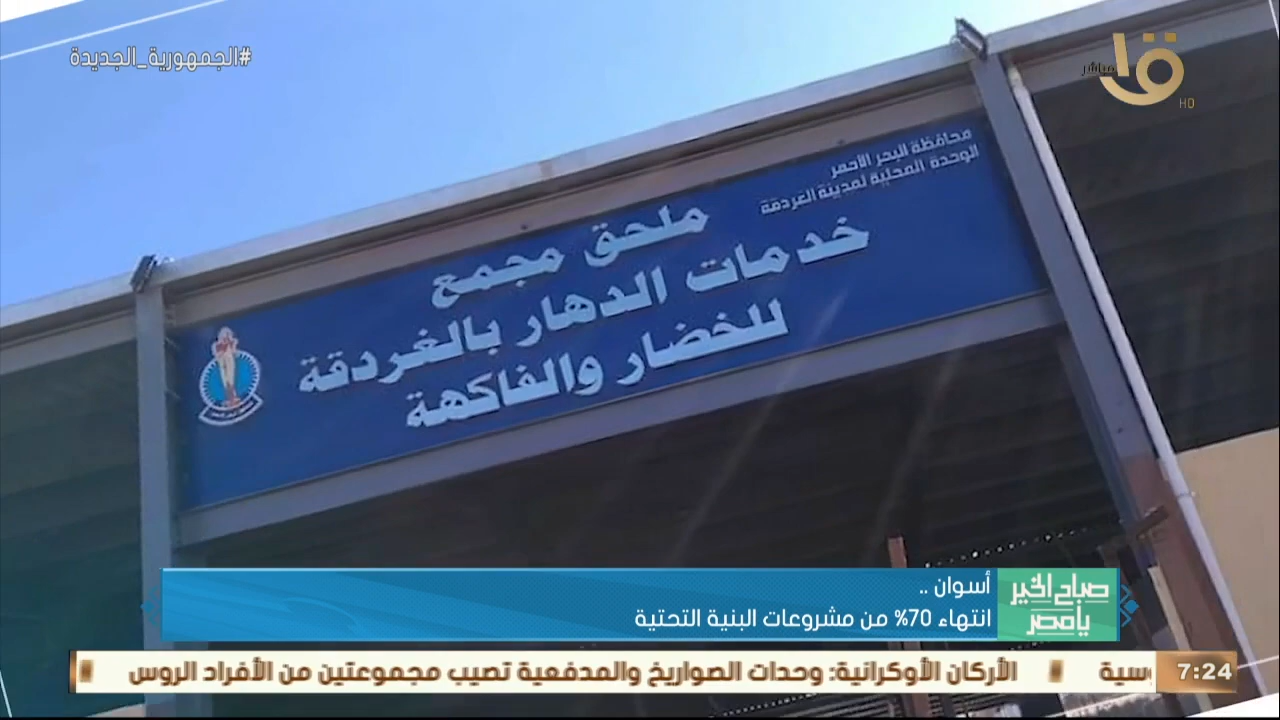 #الجمهورية_الجديدة
مباشر
HD
محافظة البحر الأحمر
الوحدة المحلية لمدينة الغردقة
ملحق مجمع
خدمات الدهار بالغردقة
للخضار والفاكهة
صباح الخير
يا مصر
أسوان ..
انتهاء 70% من مشروعات البنية التحتية
الأركان الأوكرانية: وحدات الصواريخ والمدفعية تصيب مجموعتين من الأفراد الروس
7:24